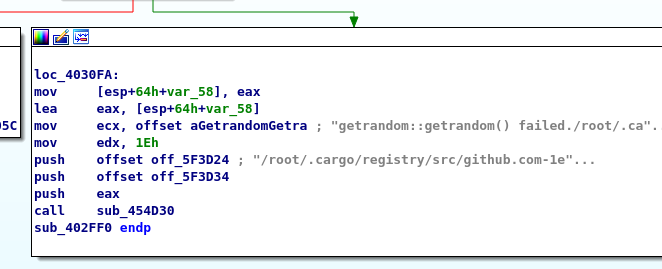 loc_4030FA:
mov     [esp+64h+var_58], eax
05C
lea     eax, [esp+64h+var_58]
mov     ecx, offset aGetrandomGetra ; "getrandom::getrandom() failed./root/.ca"..
mov     edx, 1Eh
push    offset off_5F3D24 ; "/root/.cargo/registry/src/github.com-1e"...
push    offset off_5F3D34
push    eax
call    sub_454D30
sub_402FF0 endp